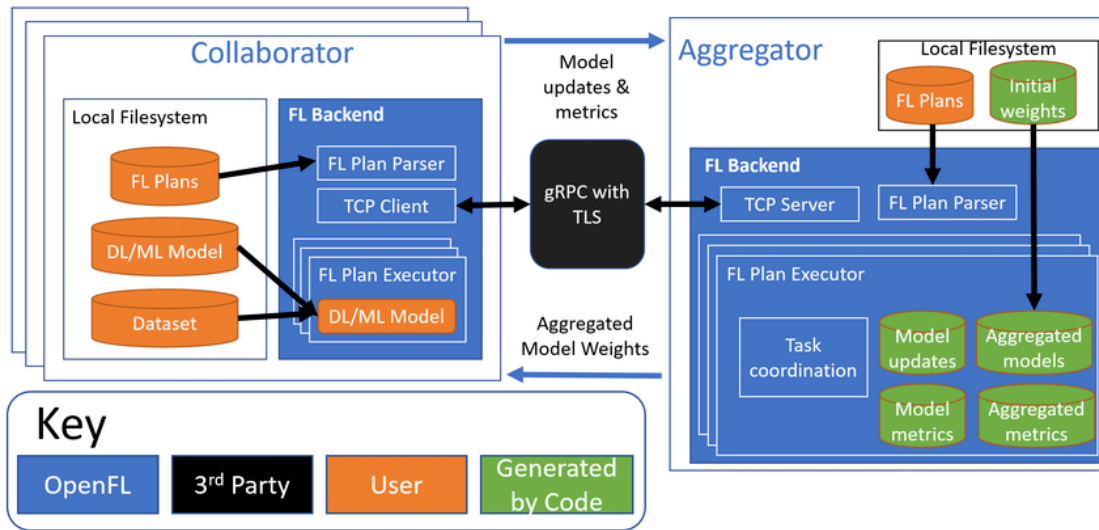 Collaborator
Local Filesystem
FL Plans
DL/ML Model
Dataset
FL Backend
FL Plan Parser
TCP Client
FL Plan Executor
DL/ML Model
Model
updates &
metrics
gRPC with
TLS
Aggregated
Model Weights
Aggregator
Local Filesystem
FL Plans
Initial
weights
FL Backend
TCP Server
FL Plan Parser
FL Plan Executor
Task
coordination
Model
updates
Aggregated
models
Model
metrics
Aggregated
metrics
Key
OpenFL
3rd Party
User
Generated
by Code